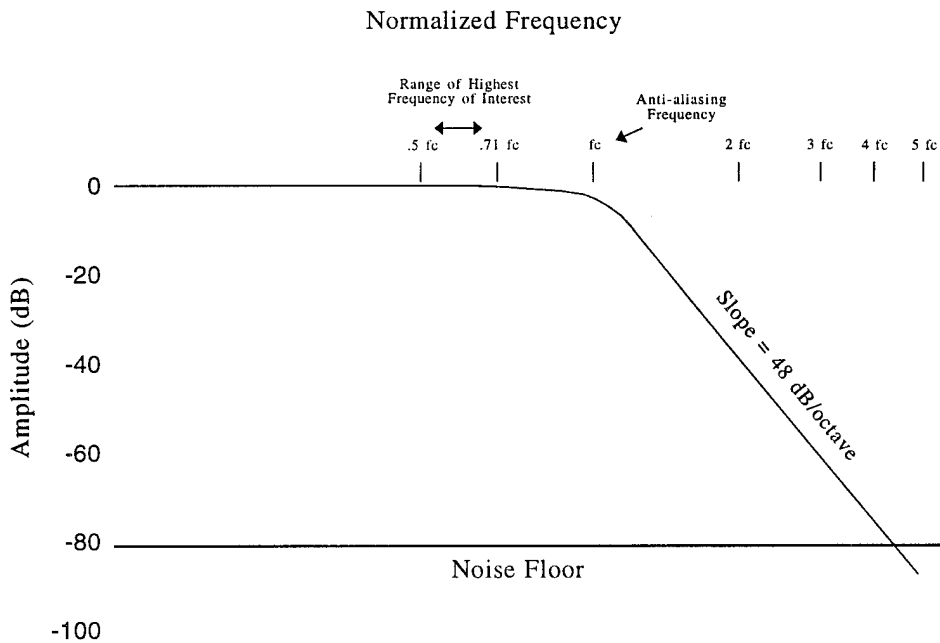 Normalized Frequency
Range of Highest
Frequency of Interest
Anti-aliasing
Frequency
.5 fc
.71 fc
fc
2 fc
3 fc
4 fc
5 fc
0
-20
-40
-60
-80
-100
Amplitude (dB)
Slope = 48 dB/octave
Noise Floor